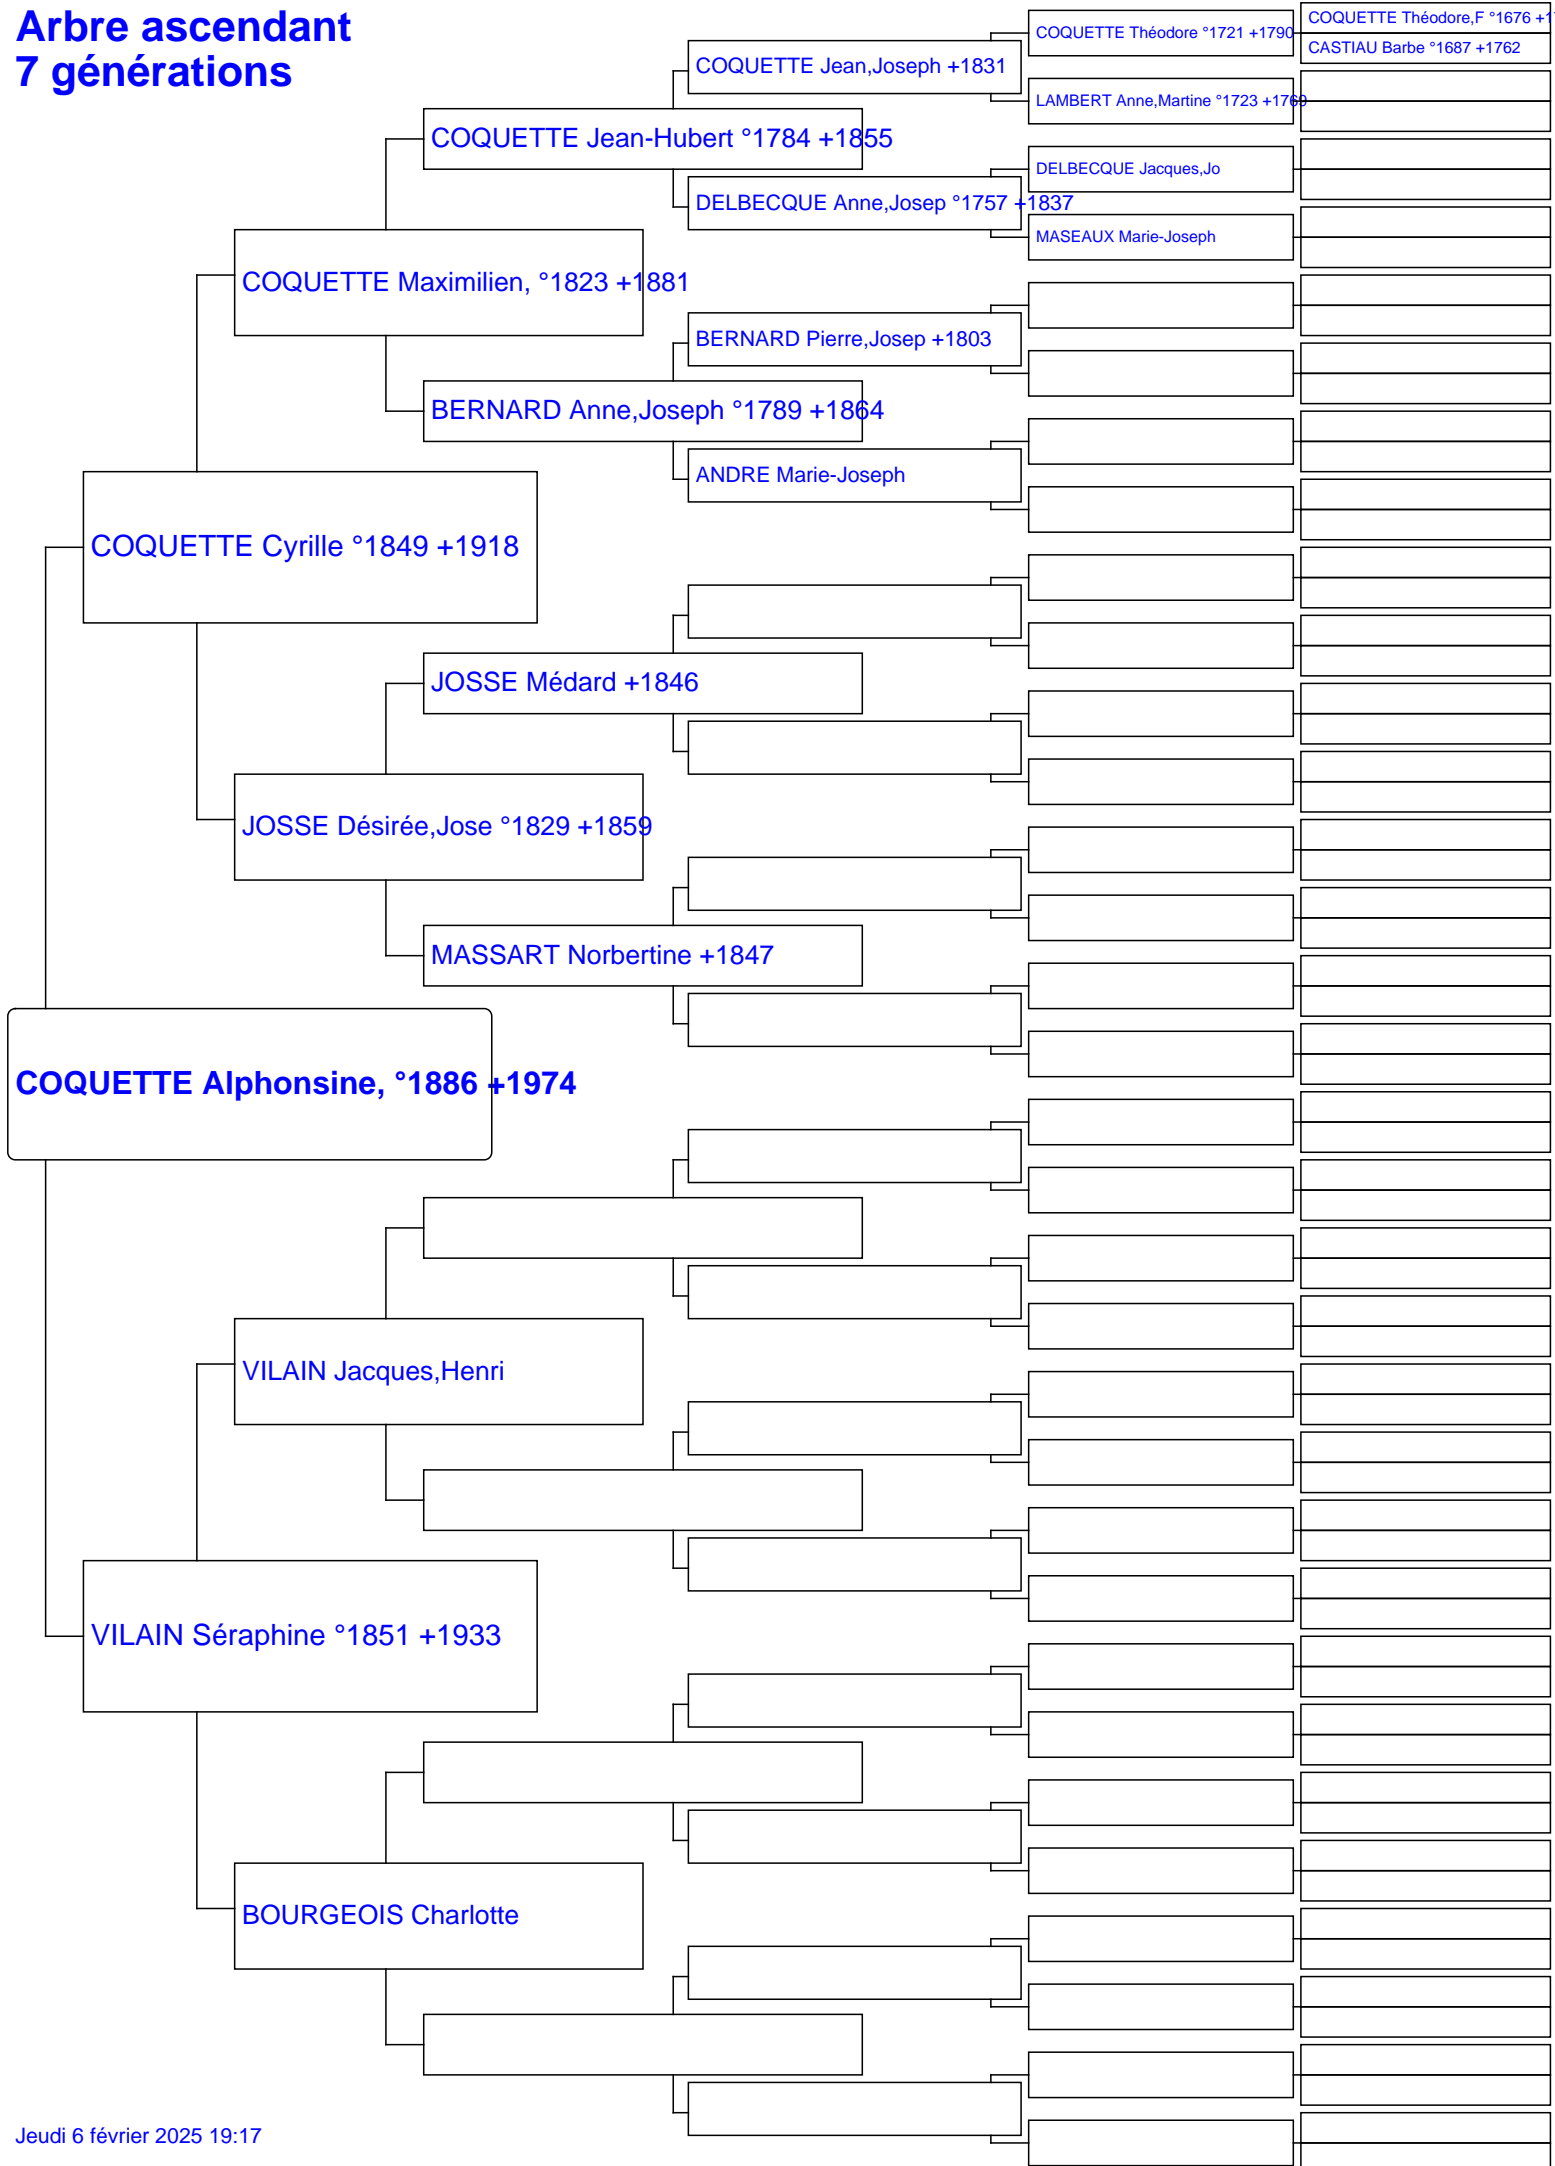 Arbre ascendant
7 générations
COQUETTE Théodore,F °1676
CASTIAU Barbe °1687 +1762
COQUETTE Théodore °1721 +1790
COQUETTE Jean,Joseph +1831
LAMBERT Anne,Martine °1723 +1769
COQUETTE Jean-Hubert °1784 +1855
DELBECQUE Jacques,Jo
DELBECQUE Anne,Josep °1757 +1837
MASEAUX Marie-Joseph
COQUETTE Maximilien, °1823 +1881
BERNARD Pierre,Josep +1803
BERNARD Anne,Joseph °1789 +1864
ANDRE Marie-Joseph
COQUETTE Cyrille °1849 +1918
JOSSE Médard +1846
JOSSE Désirée,Jose °1829 +1859
MASSART Norbertine +1847
COQUETTE Alphonsine, °1886 +1974
VILAIN Jacques,Henri
VILAIN Séraphine °1851 +1933
BOURGEOIS Charlotte
Jeudi 6 février 2025 19:17